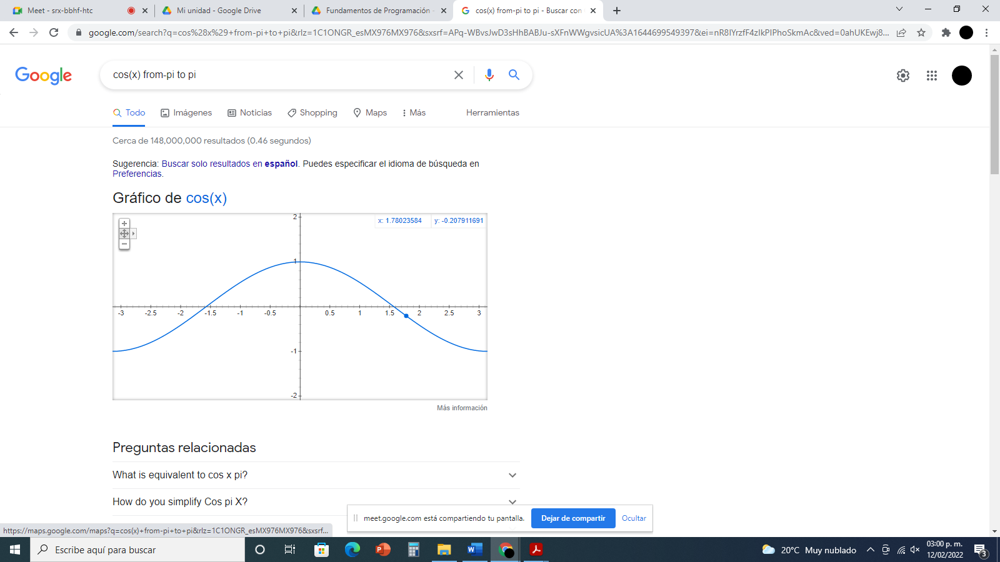 Meet - srx-bbhf-htc
Mi unidad - Google Drive
Fundamentos de Programación -
cos(x) from-pi to pi - Buscar con
google.com/search?q=cos%28x%29+from-pi+to+pi&rlz=1C1ONGR_esMX976MX976&sxsrf=APq-WBvsJwD3sHhBABJu-sXFnWWgvsicUA%3A1644699549397&ei=nR8IYrzfF4zIkPIPhoSkmAc&ved=0ahUKEwj8...
Google
cos(x) from-pi to pi
Todo
Imágenes
Noticias
Shopping
Maps
Más
Herramientas
Cerca de 148,000,000 resultados (0.46 segundos)
Sugerencia: Buscar solo resultados en español. Puedes especificar el idioma de búsqueda en
Preferencias.
Gráfico de cos(x)
x: 1.78023584
y: -0.207911691
2
1
-3 -2.5 -2 -1.5 -1 -0.5 0.5 1 1.5 2 2.5 3
-1
-2
Más información
Preguntas relacionadas
What is equivalent to cos x pi?
How do you simplify Cos pi X?
meet.google.com está compartiendo tu pantalla.
Dejar de compartir
Ocultar
https://maps.google.com/maps?q=cos(x)+from-pi+to+pi&rlz=1C1ONGR_esMX976MX976&sxsrf...
Escribe aquí para buscar
20°C Muy nublado
03:00 p. m.
12/02/2022
3